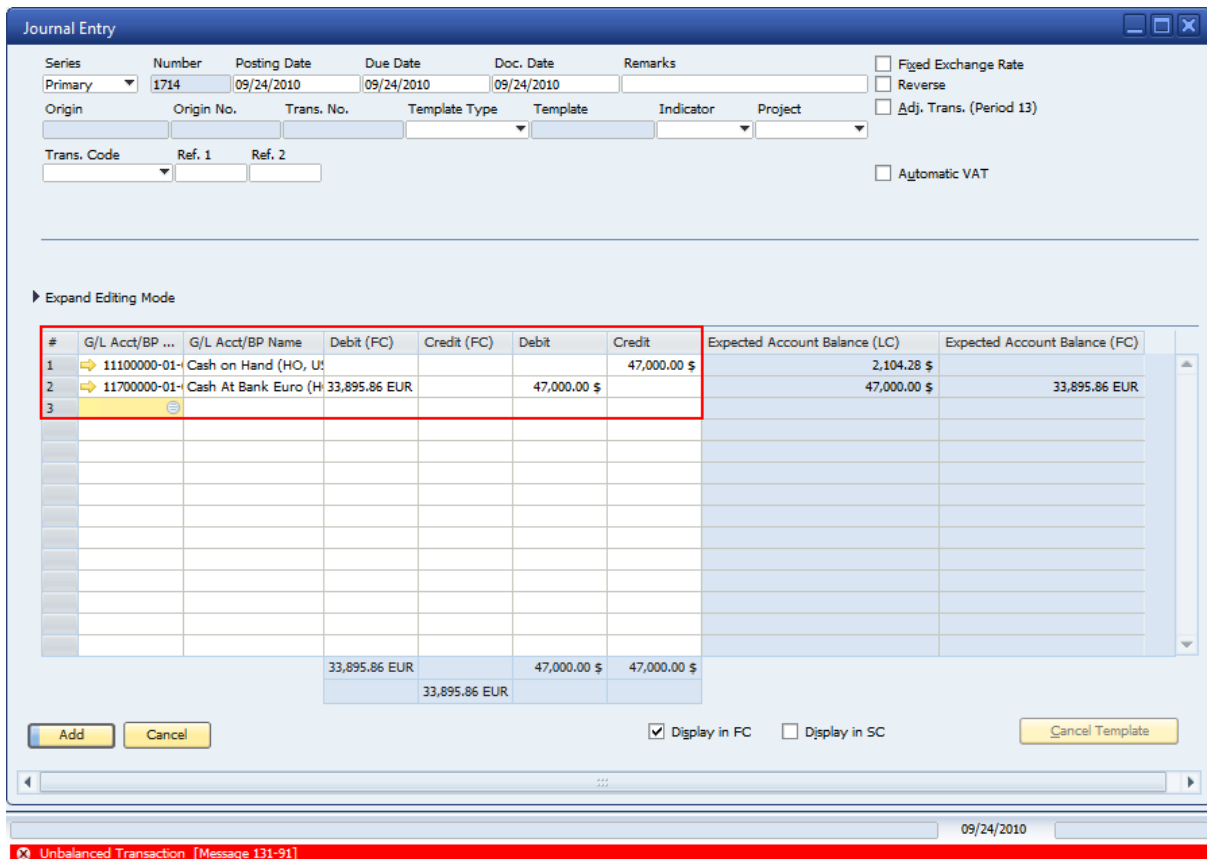 Journal Entry
Series Number Posting Date Due Date Doc. Date Remarks Fixed Exchange Rate
Primary 1714 09/24/2010 09/24/2010 09/24/2010 Reverse
Origin Origin No. Trans. No. Template Type Template Indicator Project Adj. Trans. (Period 13)
Trans. Code Ref. 1 Ref. 2
Automatic VAT
Expand Editing Mode
# G/L Acct/BP ... G/L Acct/BP Name Debit (FC) Credit (FC) Debit Credit Expected Account Balance (LC) Expected Account Balance (FC)
1 11100000-01- Cash on Hand (HO, US 47,000.00 $ 2,104.28 $
2 11700000-01- Cash At Bank Euro (H 33,895.86 EUR 47,000.00 $ 47,000.00 $ 33,895.86 EUR
3
33,895.86 EUR 47,000.00 $ 47,000.00 $
33,895.86 EUR
Add Cancel Display in FC Display in SC Cancel Template
09/24/2010
Unbalanced Transaction [Message 131-91]